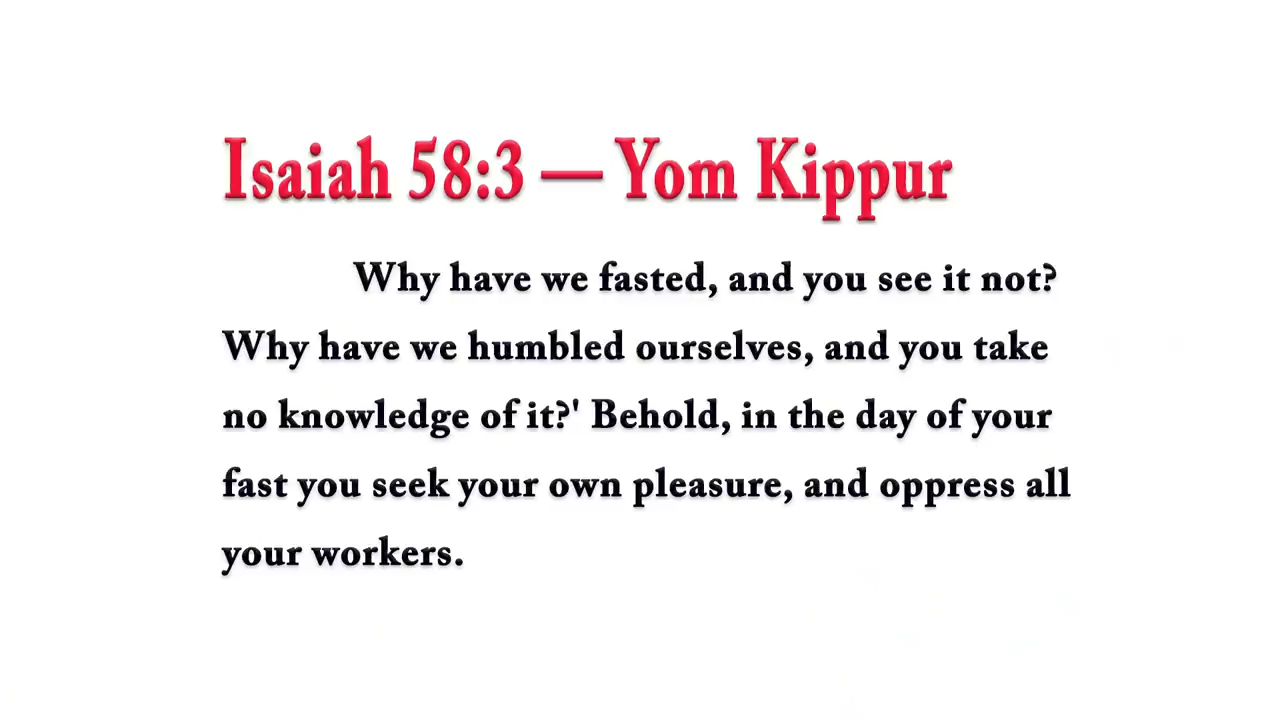 Isaiah 58:3 — Yom Kippur
Why have we fasted, and you see it not?
Why have we humbled ourselves, and you take
no knowledge of it?' Behold, in the day of your
fast you seek your own pleasure, and oppress all
your workers.